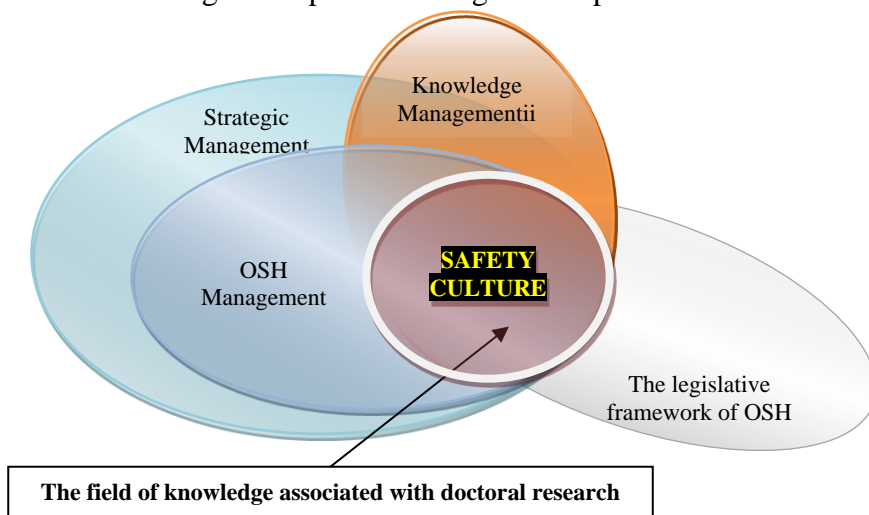 Knowledge
Managementii
Strategic
Management
SAFETY
CULTURE
OSH
Management
The legislative
framework of OSH
The field of knowledge associated with doctoral research